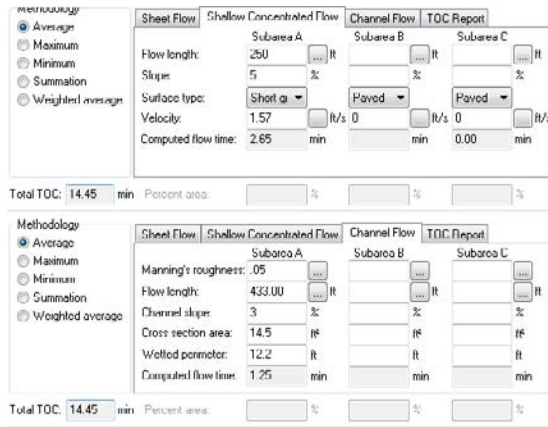 Methodology
Average
Maximum
Minimum
Summation
Weighted average
Sheet Flow Shallow Concentrated Flow Channel Flow TOC Report
Subarea A Subarea B Subarea C
Flow length: 250 ... ft ... ft ... ft
Slope: 5 % % %
Surface type: Short g Paved Paved
Velocity: 1.57 ... ft/s 0 ... ft/s 0 ... ft/s
Computed flow time: 2.65 min min 0.00 min
Total TOC: 14.45 min Percent area: % % %
Methodology
Average
Maximum
Minimum
Summation
Weighted average
Sheet Flow Shallow Concentrated Flow Channel Flow TOC Report
Subarea A Subarea B Subarea C
Manning's roughness: .05 ... ... ...
Flow length: 433.00 ... ft ... ft ... ft
Channel slope: 3 % % %
Cross section area: 14.5 ft² ft² ft²
Wetted perimeter: 12.2 ft ft ft
Computed flow time: 1.25 min min min
Total TOC: 14.45 min Percent area: % % %